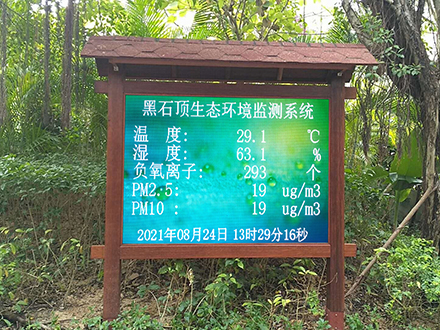 黑石顶生态环境监测系统
温 度: 29.1 ℃
湿 度: 63.1 %
负氧离子: 293 个
PM2.5: 19 ug/m3
PM10 : 19 ug/m3
2021年08月24日 13时29分16秒